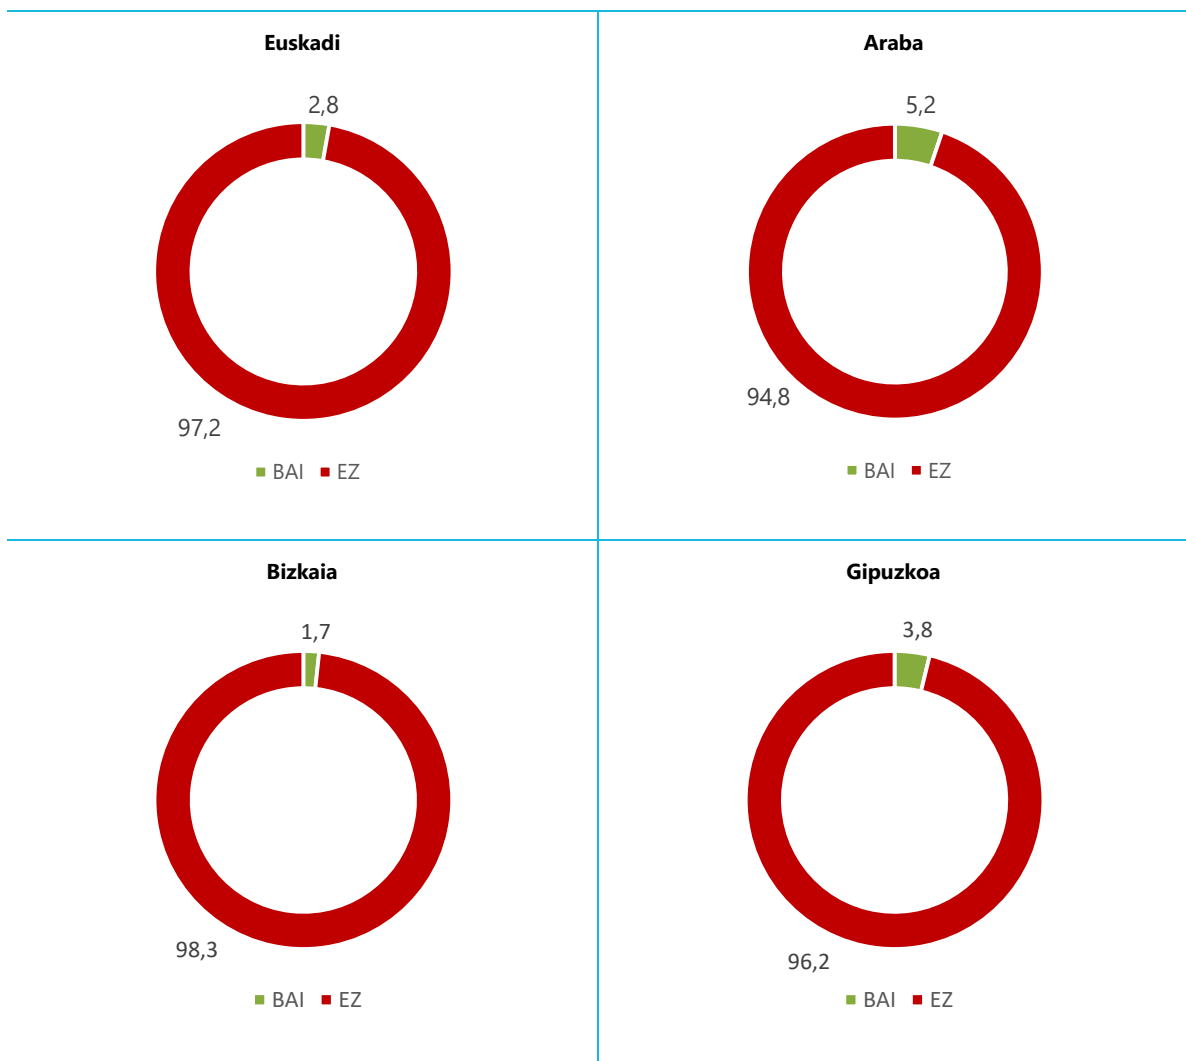 Euskadi
2,8
97,2
BAI EZ
Araba
5,2
94,8
BAI EZ
Bizkaia
1,7
98,3
BAI EZ
Gipuzkoa
3,8
96,2
BAI EZ